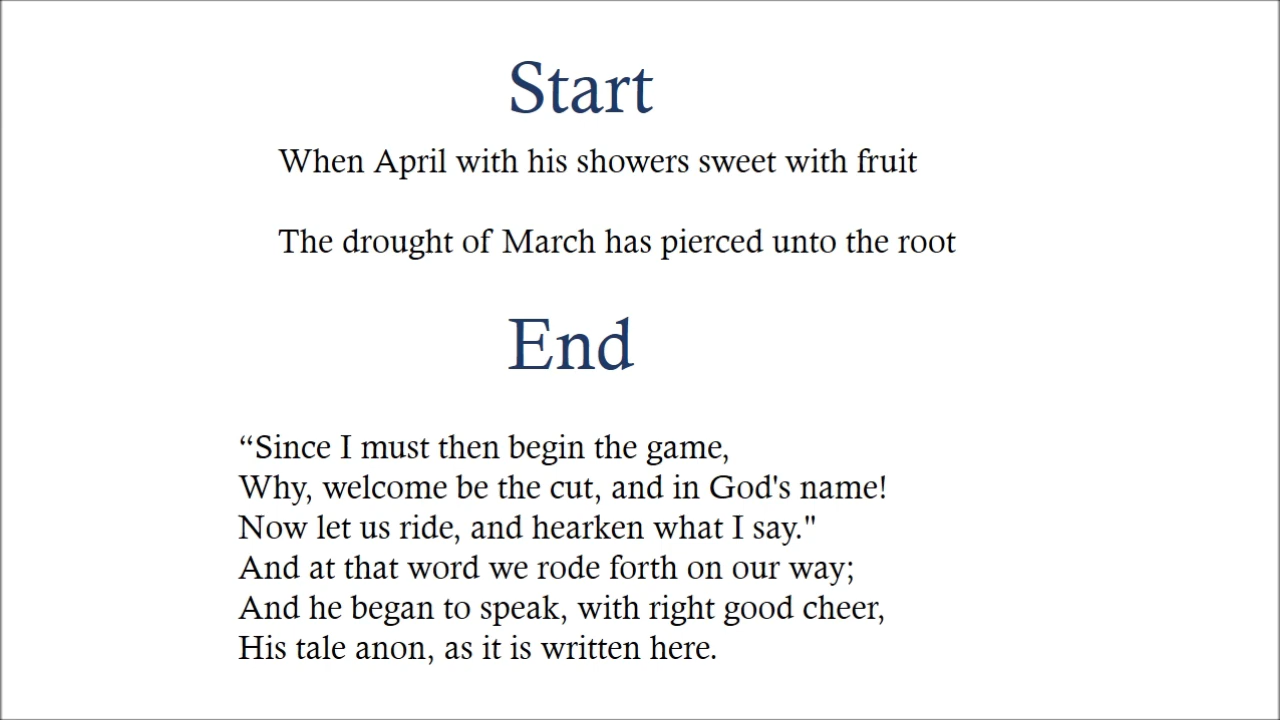 Start
When April with his showers sweet with fruit
The drought of March has pierced unto the root
End
“Since I must then begin the game,
Why, welcome be the cut, and in God's name!
Now let us ride, and hearken what I say."
And at that word we rode forth on our way;
And he began to speak, with right good cheer,
His tale anon, as it is written here.